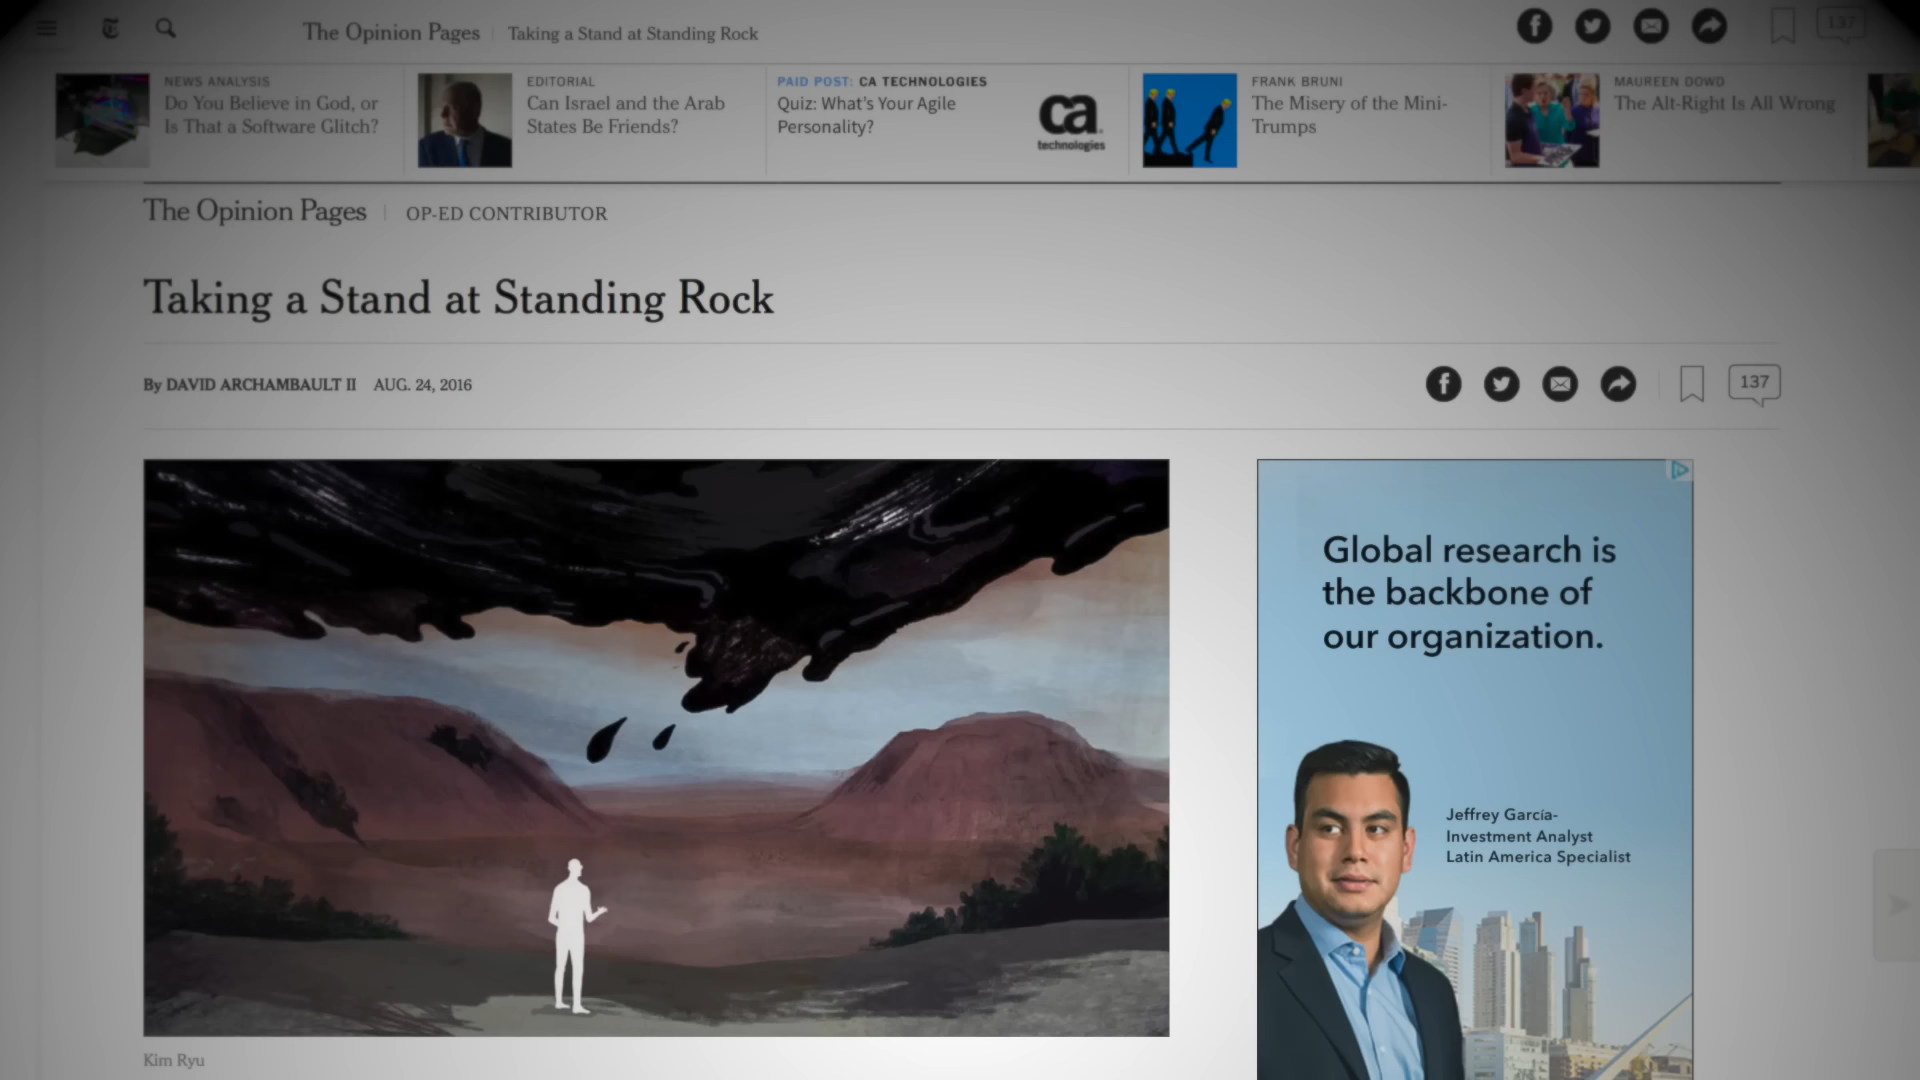 The Opinion Pages | Taking a Stand at Standing Rock
137
NEWS ANALYSIS
Do You Believe in God, or
Is That a Software Glitch?
EDITORIAL
Can Israel and the Arab
States Be Friends?
PAID POST: CA TECHNOLOGIES
Quiz: What's Your Agile
Personality?
ca
technologies
FRANK BRUNI
The Misery of the Mini-
Trumps
MAUREEN DOWD
The Alt-Right Is All Wrong
The Opinion Pages | OP-ED CONTRIBUTOR
Taking a Stand at Standing Rock
By DAVID ARCHAMBAULT II AUG. 24, 2016
137
Global research is
the backbone of
our organization.
Jeffrey García-
Investment Analyst
Latin America Specialist
Kim Ryu